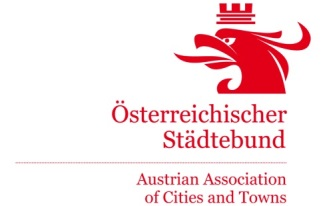 Österreichischer
Städtebund
Austrian Association
of Cities and Towns